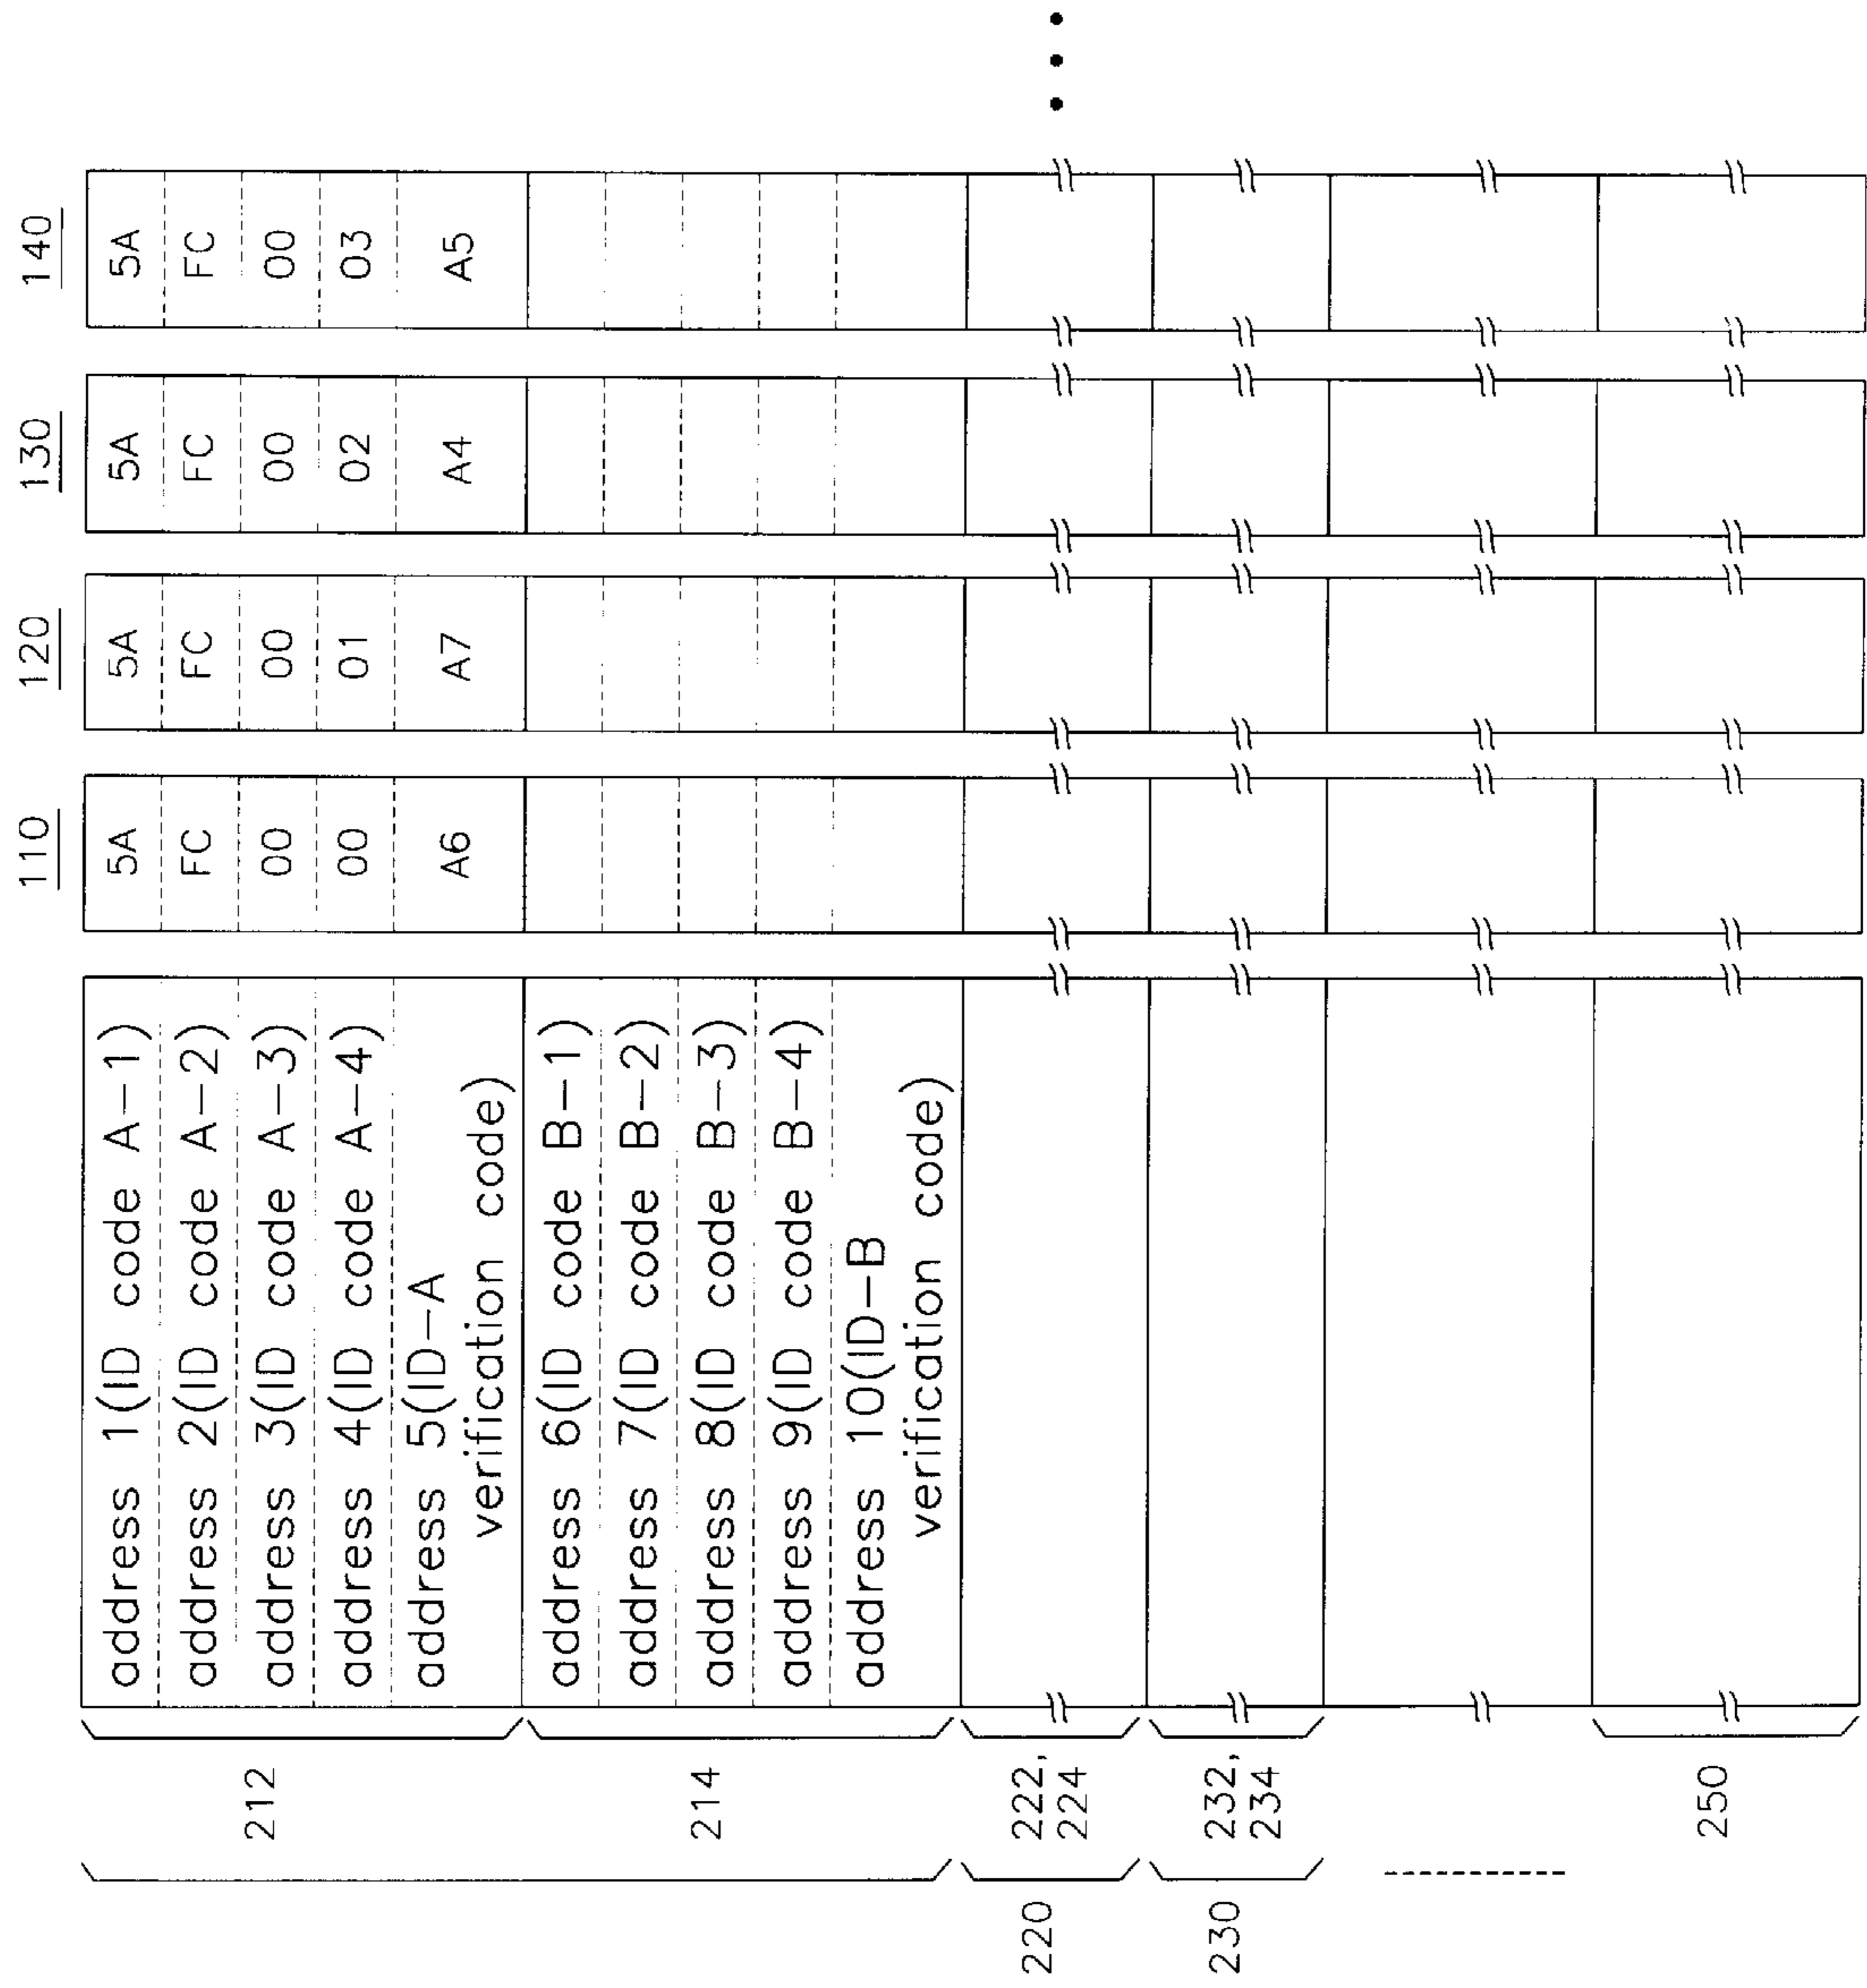 110 120 130 140
address 1(ID code A-1) 5A 5A 5A 5A
address 2(ID code A-2) FC FC FC FC
address 3(ID code A-3) 00 00 00 00
address 4(ID code A-4) 00 01 02 03
address 5(ID-A
verification code) A6 A7 A4 A5
212
address 6(ID code B-1)
address 7(ID code B-2)
address 8(ID code B-3)
address 9(ID code B-4)
address 10(ID-B
verification code)
214
220 222,
224
230 232,
234
250